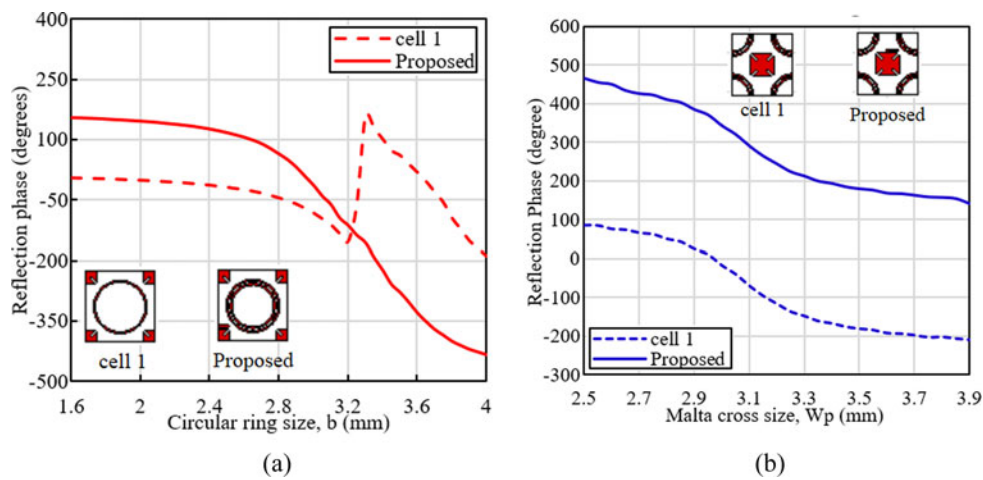 400
250
100
-50
-200
-350
-500
Reflection phase (degrees)
cell 1
Proposed
cell 1
Proposed
1.6 2 2.4 2.8 3.2 3.6 4
Circular ring size, b (mm)
(a)
600
500
400
300
200
100
0
-100
-200
-300
Reflection Phase (degree)
cell 1
Proposed
cell 1
Proposed
2.5 2.7 2.9 3.1 3.3 3.5 3.7 3.9
Malta cross size, Wp (mm)
(b)